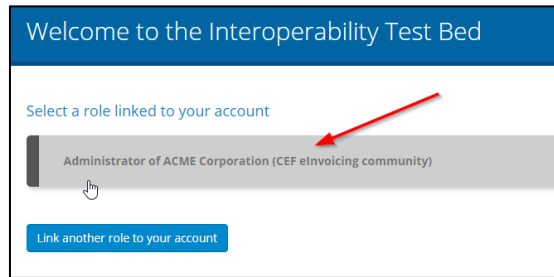 Welcome to the Interoperability Test Bed
Select a role linked to your account
Administrator of ACME Corporation (CEF eInvoicing community)
Link another role to your account